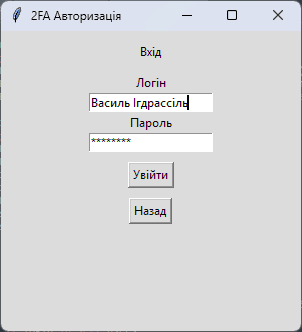 2FA Авторизація
Вхід
Логін
Василь Ігдрассіль
Пароль
********
Увійти
Назад